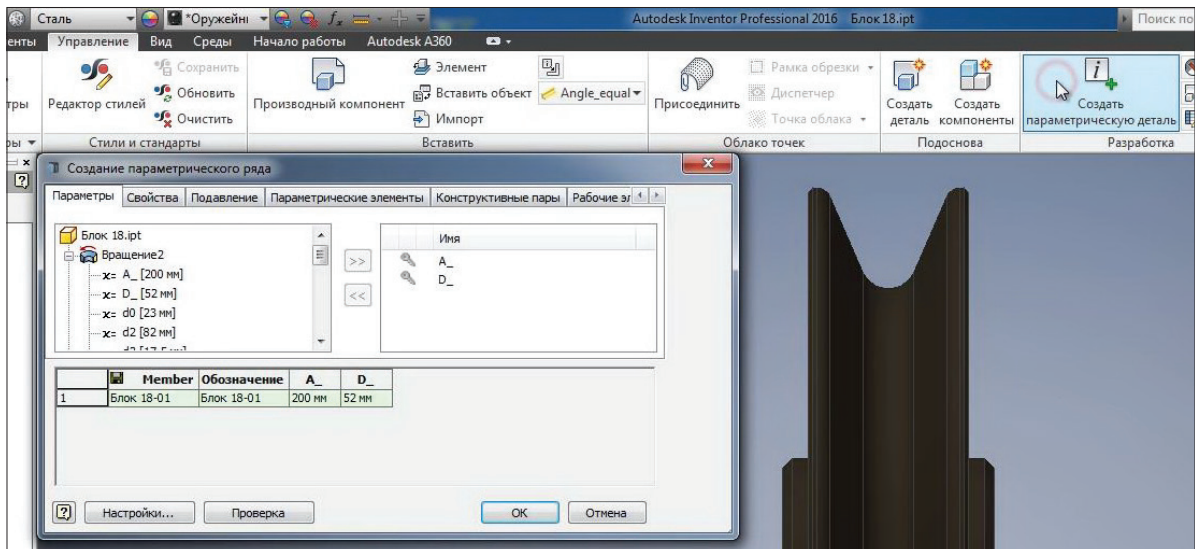 Сталь *Оружейн fx Autodesk Inventor Professional 2016 Блок 18.ipt Поиск по
енты Управление Вид Среды Начало работы Autodesk A360
тры Редактор стилей Сохранить Обновить Очистить Производный компонент Элемент Вставить объект Импорт Angle_equal Присоединить Рамка обрезки Диспетчер Точка облака Создать деталь Создать компоненты Создать параметрическую деталь
ры Стили и стандарты Вставить Облако точек Подоснова Разработка
Создание параметрического ряда
Параметры Свойства Подавление Параметрические элементы Конструктивные пары Рабочие эл
Блок 18.ipt
Вращение2
x= A_ [200 мм]
x= D_ [52 мм]
x= d0 [23 мм]
x= d2 [82 мм]
>>
<<
Имя
A_
D_
Member Обозначение A_ D_
1 Блок 18-01 Блок 18-01 200 мм 52 мм
Настройки... Проверка OK Отмена